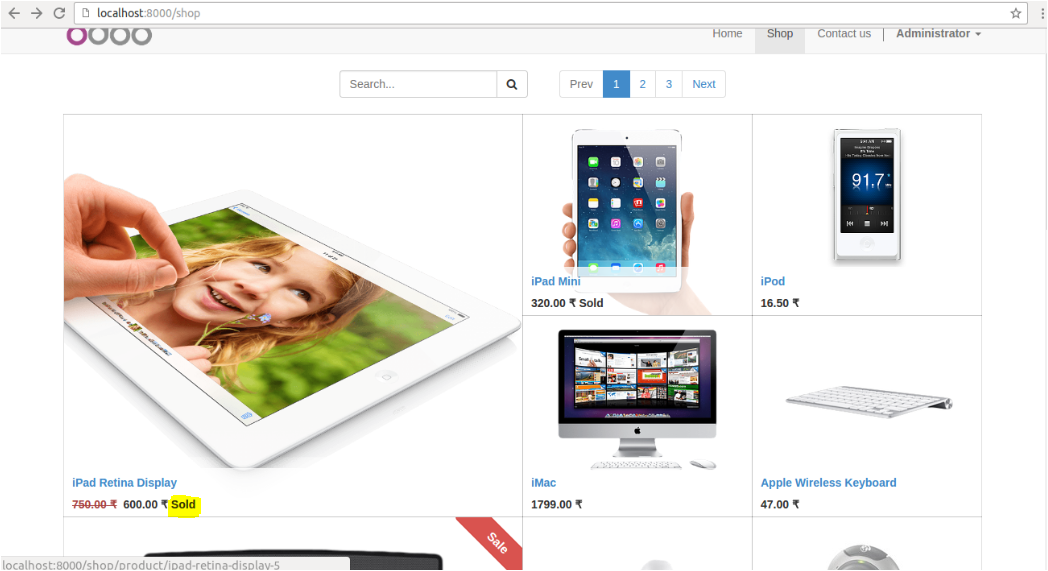 localhost:8000/shop
odoo
Home Shop Contact us Administrator
Search... Prev 1 2 3 Next
91.7
iPad Mini
320.00 ₹ Sold
iPod
16.50 ₹
iPad Retina Display
750.00 ₹ 600.00 ₹ Sold
iMac
1799.00 ₹
Apple Wireless Keyboard
47.00 ₹
Sale
localhost:8000/shop/product/ipad-retina-display-5